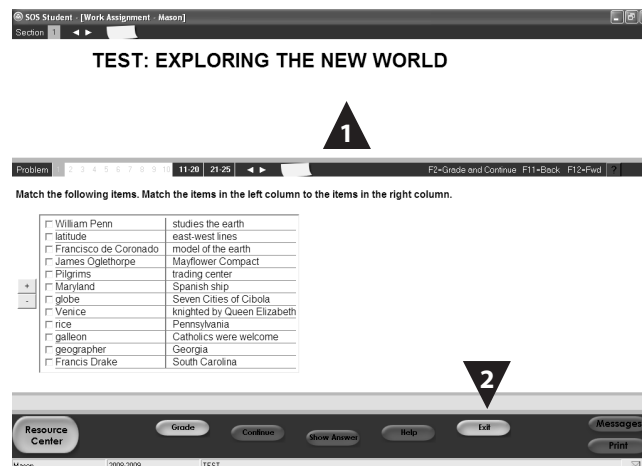 SOS Student - [Work Assignment - Mason]
Section 1
TEST: EXPLORING THE NEW WORLD
1
Problem 1 2 3 4 5 6 7 8 9 10 11-20 21-25 F2=Grade and Continue F11=Back F12=Fwd ?
Match the following items. Match the items in the left column to the items in the right column.
William Penn studies the earth
latitude east-west lines
Francisco de Coronado model of the earth
James Oglethorpe Mayflower Compact
Pilgrims trading center
+ Maryland Spanish ship
- globe Seven Cities of Cibola
Venice knighted by Queen Elizabeth
rice Pennsylvania
galleon Catholics were welcome
geographer Georgia
Francis Drake South Carolina
2
Resource Center
Grade
Continue
Show Answer
Help
Exit
Messages
Print
Mason 2008-2009 TEST